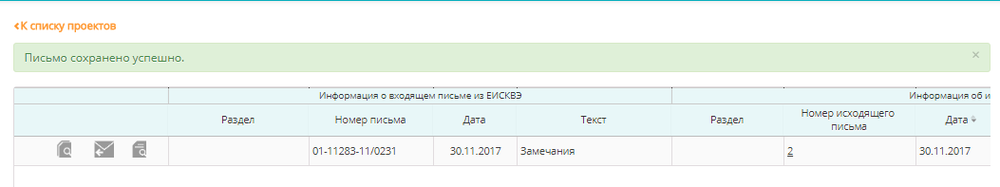 К списку проектов
Письмо сохранено успешно.
×
Информация о входящем письме из ЕИСКВЭ
Информация об и
Раздел
Номер письма
Дата
Текст
Раздел
Номер исходящего
письма
Дата
01-11283-11/0231
30.11.2017
Замечания
2
30.11.2017